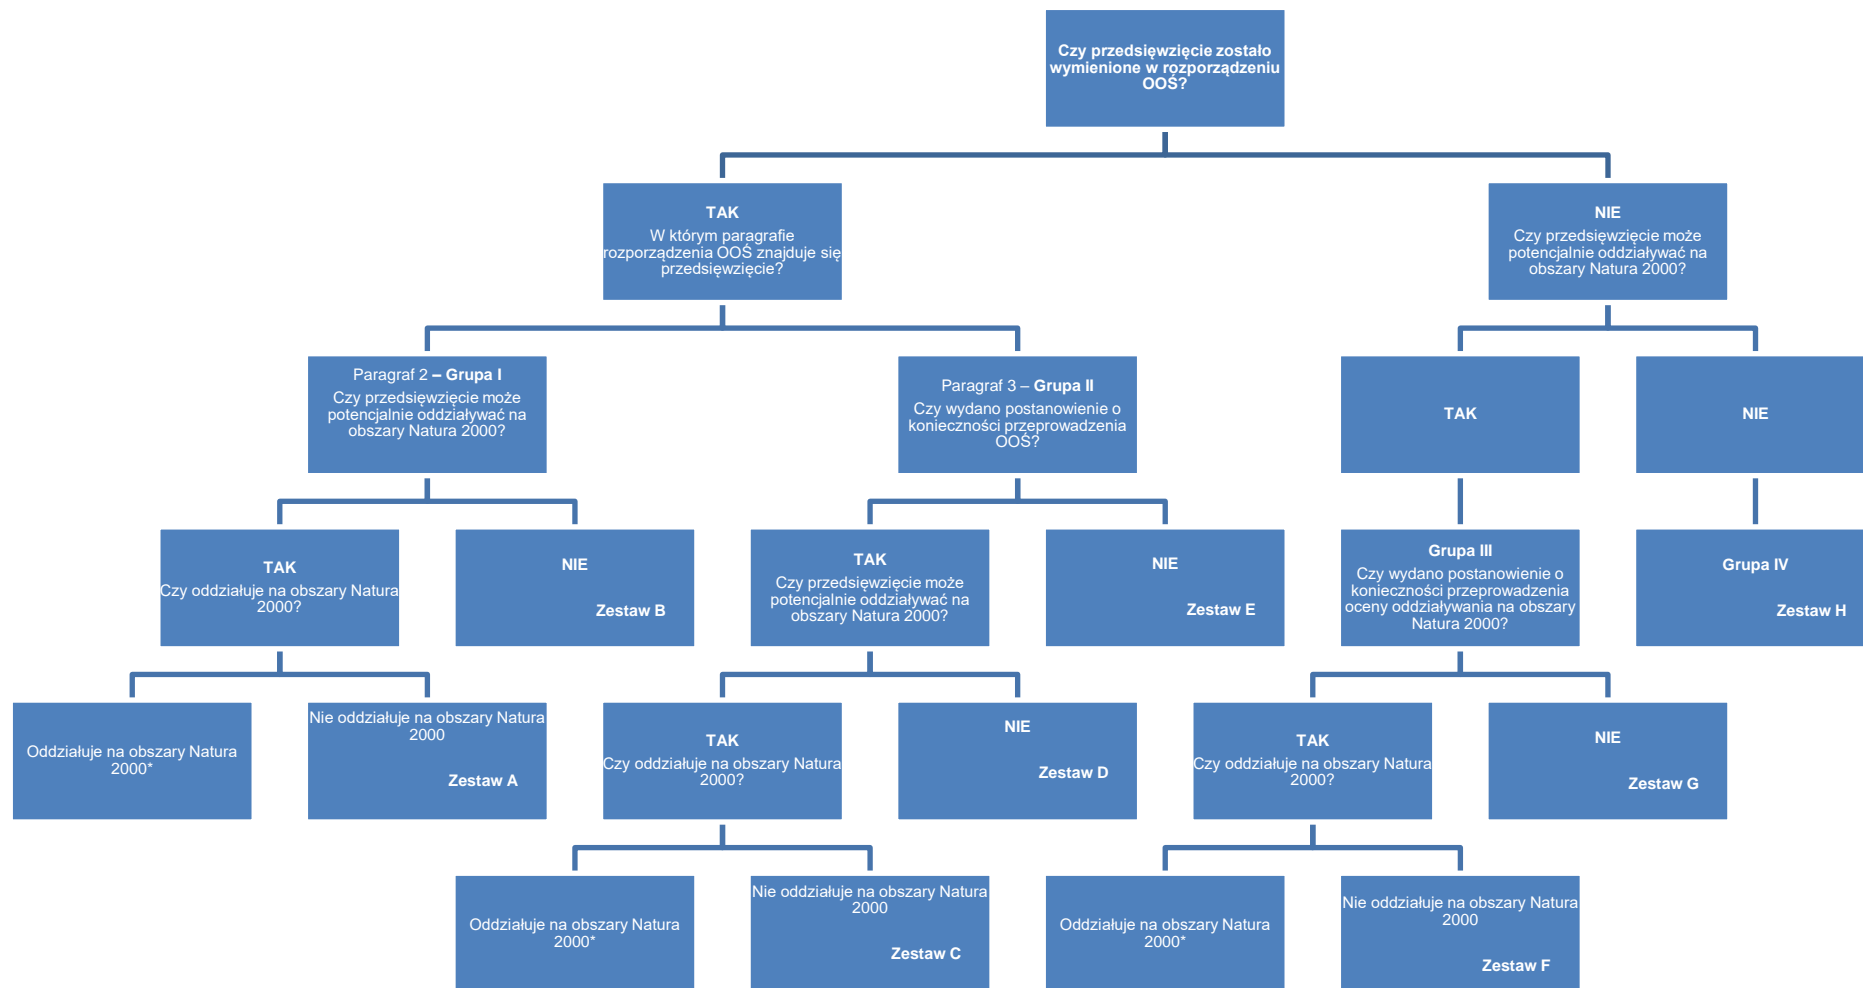 Czy przedsięwzięcie zostało
wymienione w rozporządzeniu
OOŚ?
TAK
W którym paragrafie
rozporządzenia OOŚ znajduje się
przedsięwzięcie?
NIE
Czy przedsięwzięcie może
potencjalnie oddziaływać na
obszary Natura 2000?
Paragraf 2 – Grupa I
Czy przedsięwzięcie może
potencjalnie oddziaływać na
obszary Natura 2000?
Paragraf 3 – Grupa II
Czy wydano postanowienie o
konieczności przeprowadzenia
OOŚ?
TAK
NIE
TAK
Czy oddziałuje na obszary Natura
2000?
NIE
Zestaw B
TAK
Czy przedsięwzięcie może
potencjalnie oddziaływać na
obszary Natura 2000?
NIE
Zestaw E
Grupa III
Czy wydano postanowienie o
konieczności przeprowadzenia
oceny oddziaływania na obszary
Natura 2000?
Grupa IV
Zestaw H
Oddziałuje na obszary Natura
2000*
Nie oddziałuje na obszary Natura
2000
Zestaw A
TAK
Czy oddziałuje na obszary Natura
2000?
NIE
Zestaw D
TAK
Czy oddziałuje na obszary Natura
2000?
NIE
Zestaw G
Oddziałuje na obszary Natura
2000*
Nie oddziałuje na obszary Natura
2000
Zestaw C
Oddziałuje na obszary Natura
2000*
Nie oddziałuje na obszary Natura
2000
Zestaw F